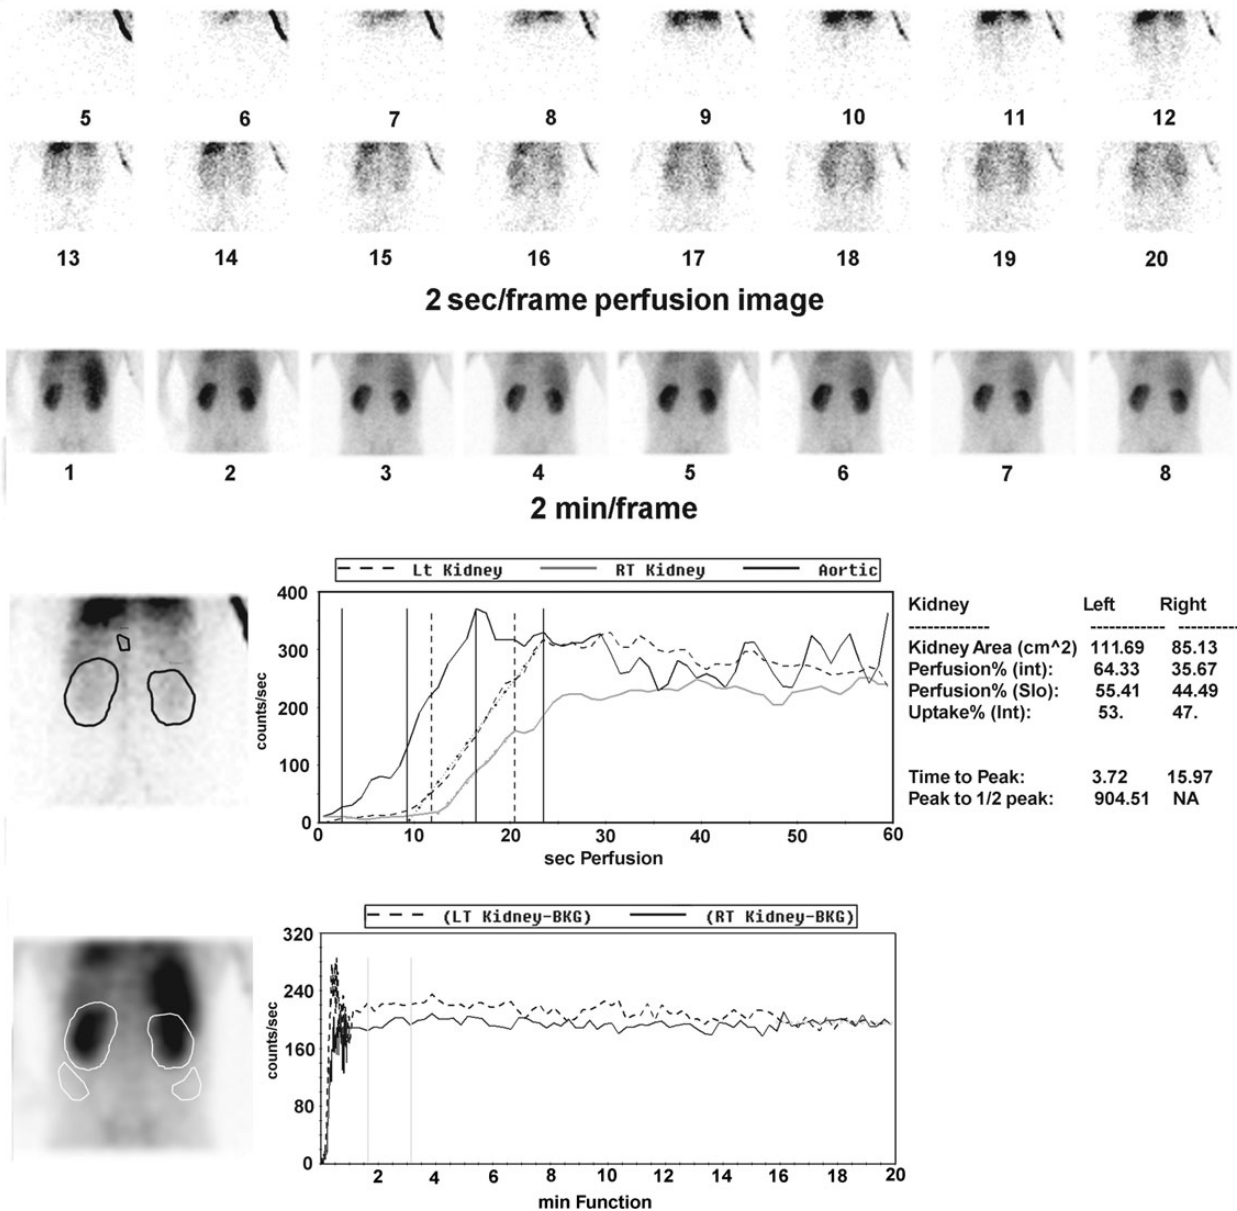 5 6 7 8 9 10 11 12
13 14 15 16 17 18 19 20
2 sec/frame perfusion image
1 2 3 4 5 6 7 8
2 min/frame
Lt Kidney RT Kidney Aortic
400
300
200
100
0
counts/sec
0 10 20 30 40 50 60
sec Perfusion
Kidney Left Right
------------- ----------- ---------
Kidney Area (cm^2) 111.69 85.13
Perfusion% (int): 64.33 35.67
Perfusion% (Slo): 55.41 44.49
Uptake% (Int): 53. 47.
Time to Peak: 3.72 15.97
Peak to 1/2 peak: 904.51 NA
(LT Kidney-BKG) (RT Kidney-BKG)
320
240
160
80
0
counts/sec
2 4 6 8 10 12 14 16 18 20
min Function